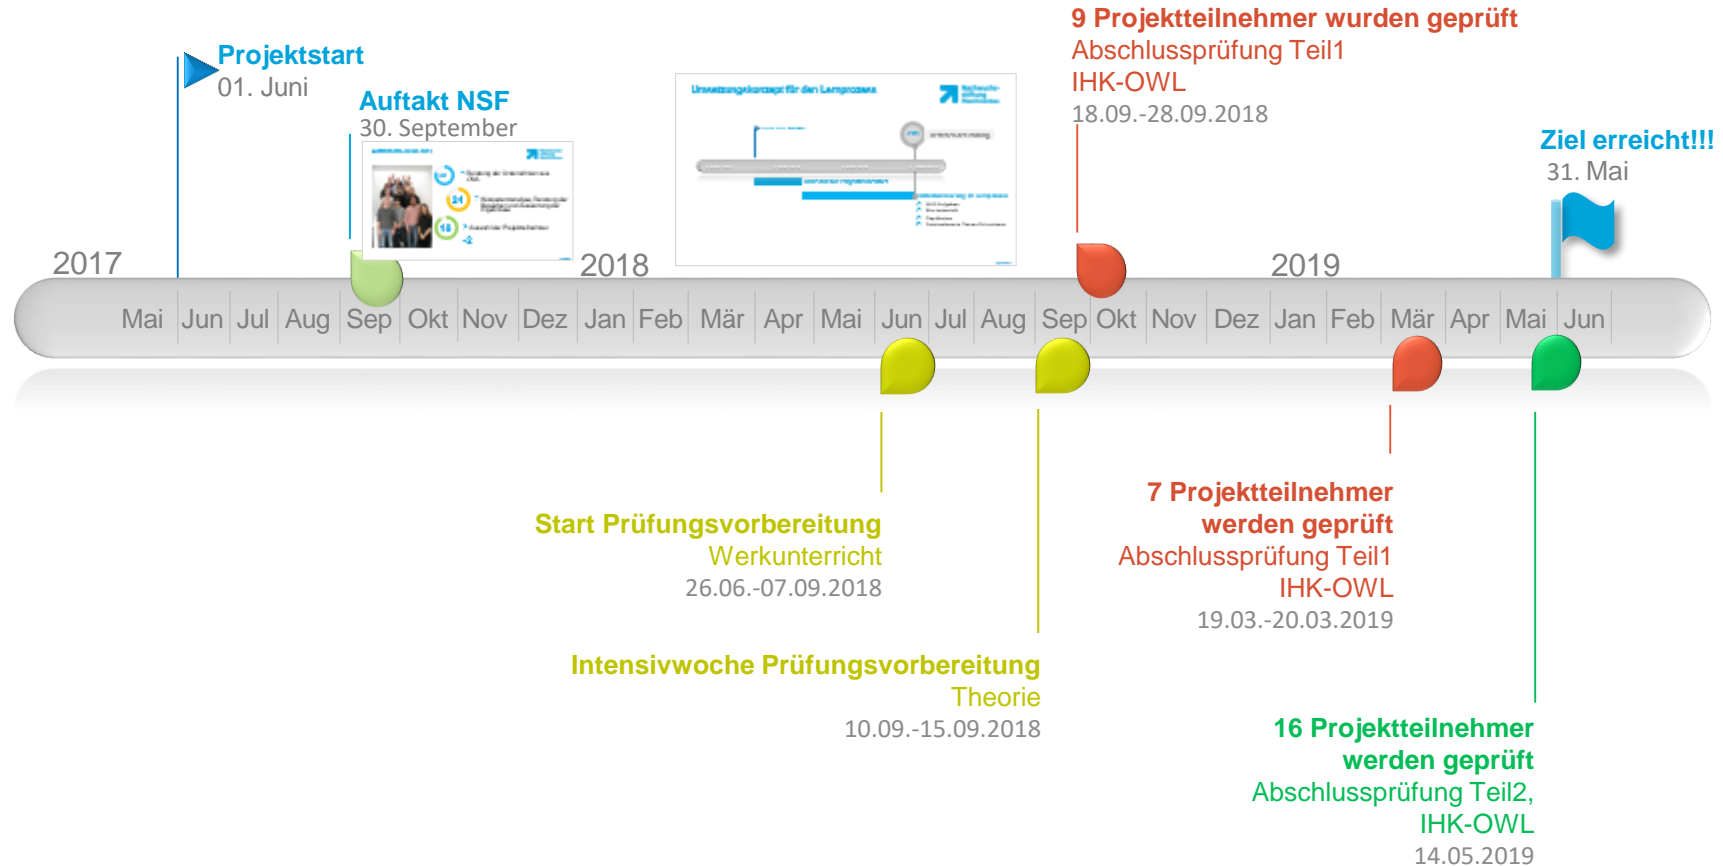 Projektstart
01. Juni
Auftakt NSF
30. September
Umsetzungskonzept für den Lernprozess
9 Projektteilnehmer wurden geprüft
Abschlussprüfung Teil1
IHK-OWL
18.09.-28.09.2018
Ziel erreicht!!!
31. Mai
2017
2018
2019
Mai Jun Jul Aug Sep Okt Nov Dez Jan Feb Mär Apr Mai Jun Jul Aug Sep Okt Nov Dez Jan Feb Mär Apr Mai Jun
Start Prüfungsvorbereitung
Werkunterricht
26.06.-07.09.2018
Intensivwoche Prüfungsvorbereitung
Theorie
10.09.-15.09.2018
7 Projektteilnehmer
werden geprüft
Abschlussprüfung Teil1
IHK-OWL
19.03.-20.03.2019
16 Projektteilnehmer
werden geprüft
Abschlussprüfung Teil2,
IHK-OWL
14.05.2019